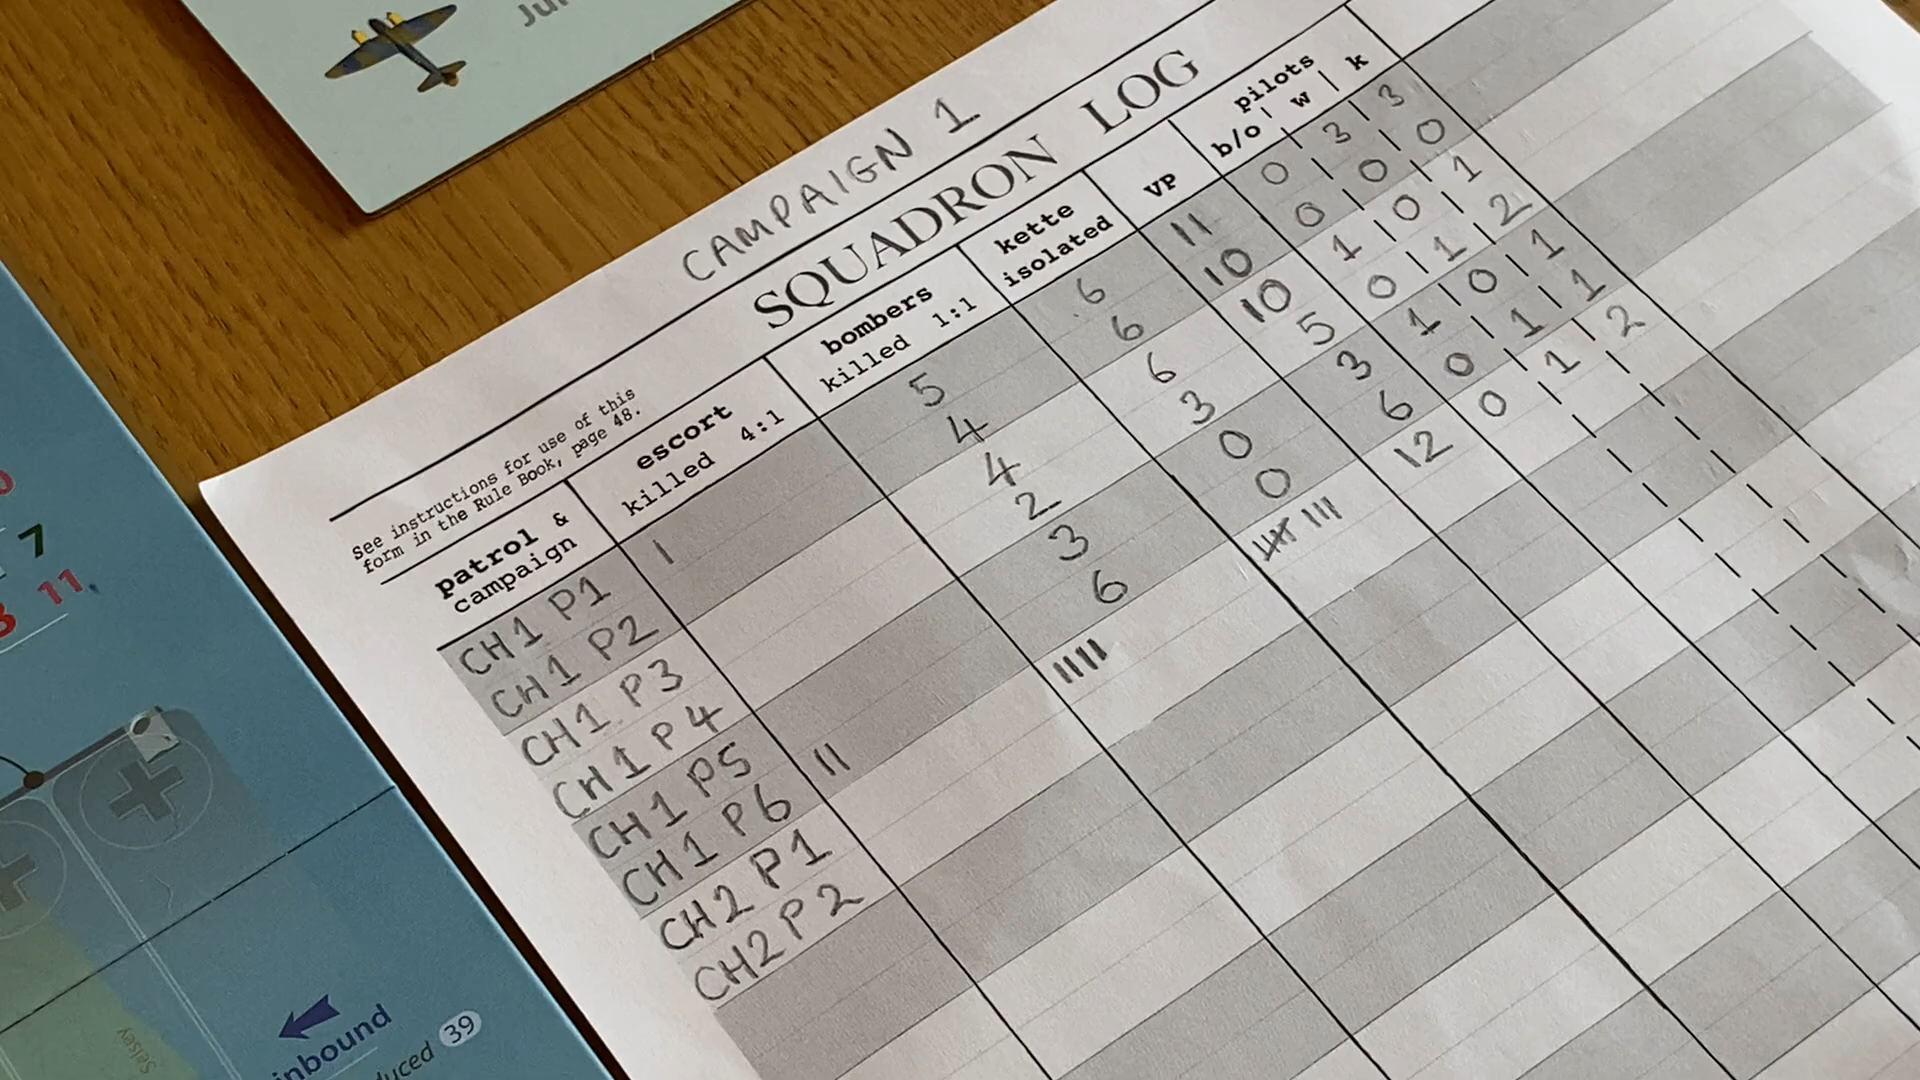 Jun
CAMPAIGN 1
SQUADRON LOG
See instructions for use of this
form in the Rule Book, page 48.
patrol &
campaign
escort
killed 4:1
bombers
killed 1:1
kette
isolated
VP
pilots
b/o w k
CH1 P1 | 5 6 11 0 3 3
CH1 P2 4 6 10 0 0 0
CH1 P3 4 6 10 1 0 1
CH1 P4 2 3 5 0 1 2
CH1 P5 3 0 3 1 0 1
CH1 P6 || 6 0 6 0 1 1
CH2 P1 |||| |||| ||| 12 0 1 2
CH2 P2
7
11
Selsey
inbound
39